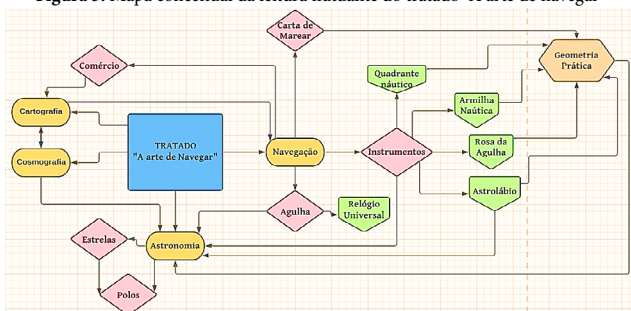 Figura 3: Mapa conceitual da leitura flutuante do tratado "A arte de navegar"
Carta de
Marear
Comércio
Geometria
Prática
Quadrante
náutico
Armilha
Naútica
Cartografia
TRATADO
"A arte de Navegar"
Navegação
Instrumentos
Rosa da
Agulha
Cosmografia
Astrolábio
Agulha
Relógio
Universal
Estrelas
Astronomia
Polos